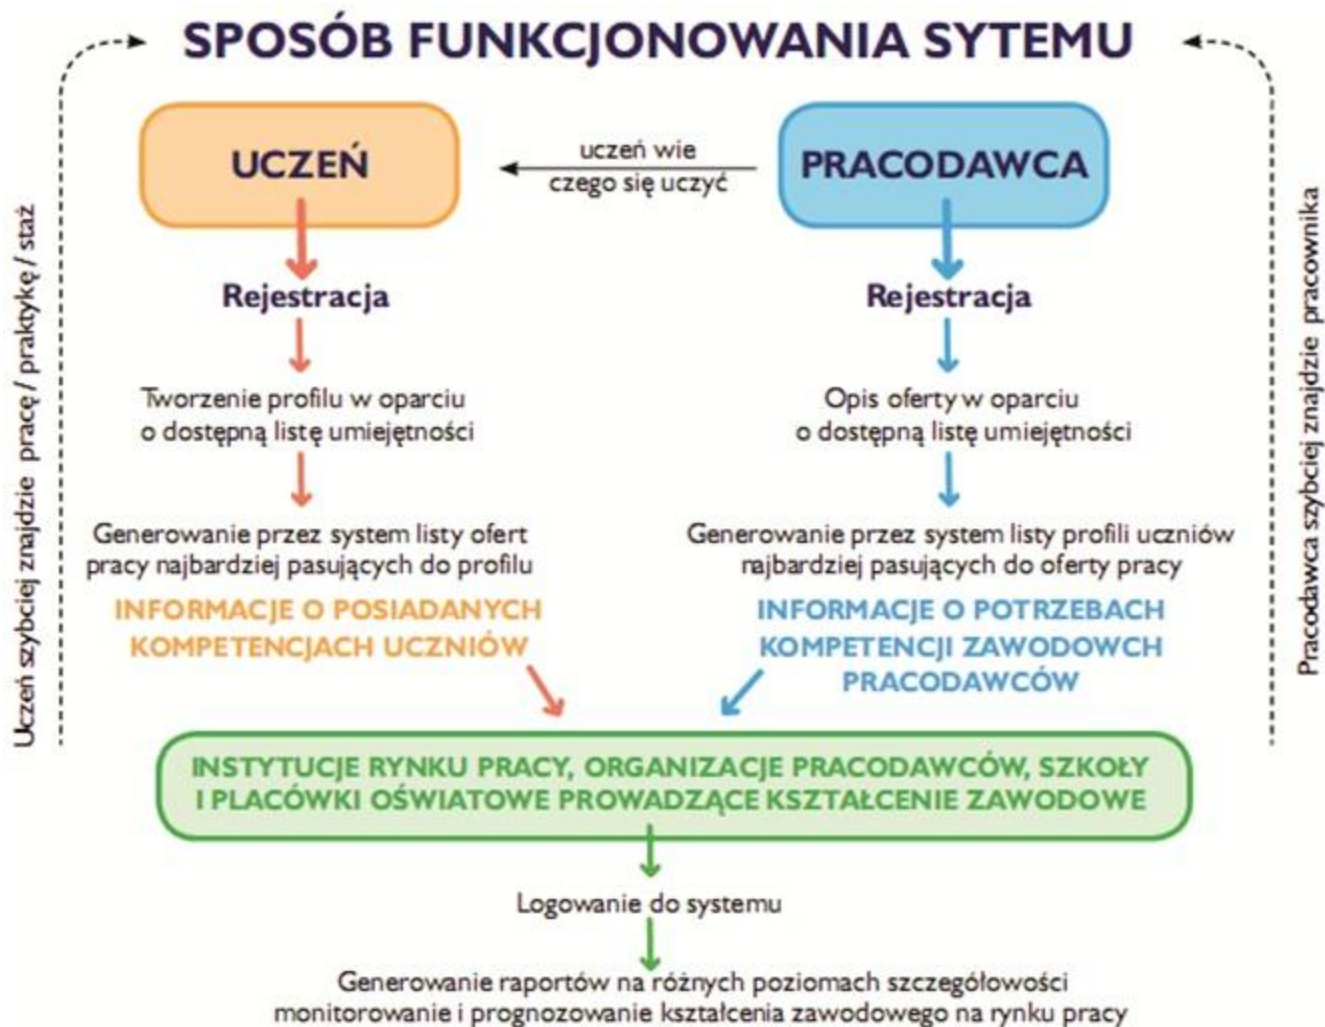 SPOSÓB FUNKCJONOWANIA SYTEMU
UCZEŃ
uczeń wie
czego się uczyć
PRACODAWCA
Rejestracja
Rejestracja
Tworzenie profilu w oparciu
o dostępną listę umiejętności
Opis oferty w oparciu
o dostępną listę umiejętności
Generowanie przez system listy ofert
pracy najbardziej pasujących do profilu
Generowanie przez system listy profili uczniów
najbardziej pasujących do oferty pracy
INFORMACJE O POSIADANYCH
KOMPETENCJACH UCZNIÓW
INFORMACJE O POTRZEBACH
KOMPETENCJI ZAWODOWCH
PRACODAWCÓW
Uczeń szybciej znajdzie pracę / praktykę / staż
Pracodawca szybciej znajdzie pracownika
INSTYTUCJE RYNKU PRACY, ORGANIZACJE PRACODAWCÓW, SZKOŁY
I PLACÓWKI OŚWIATOWE PROWADZĄCE KSZTAŁCENIE ZAWODOWE
Logowanie do systemu
Generowanie raportów na różnych poziomach szczegółowości
monitorowanie i prognozowanie kształcenia zawodowego na rynku pracy